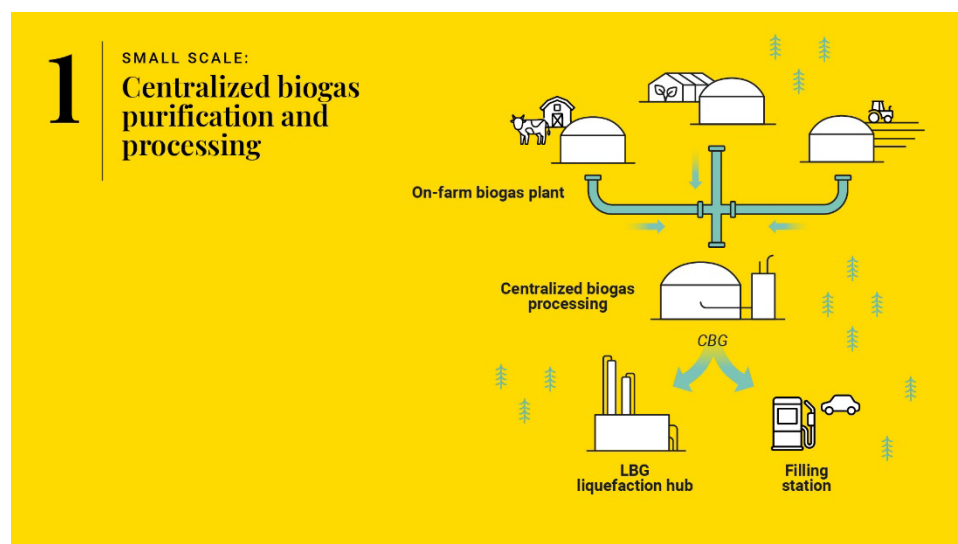 1
SMALL SCALE:
Centralized biogas
purification and
processing
On-farm biogas plant
Centralized biogas
processing
CBG
LBG
liquefaction hub
Filling
station